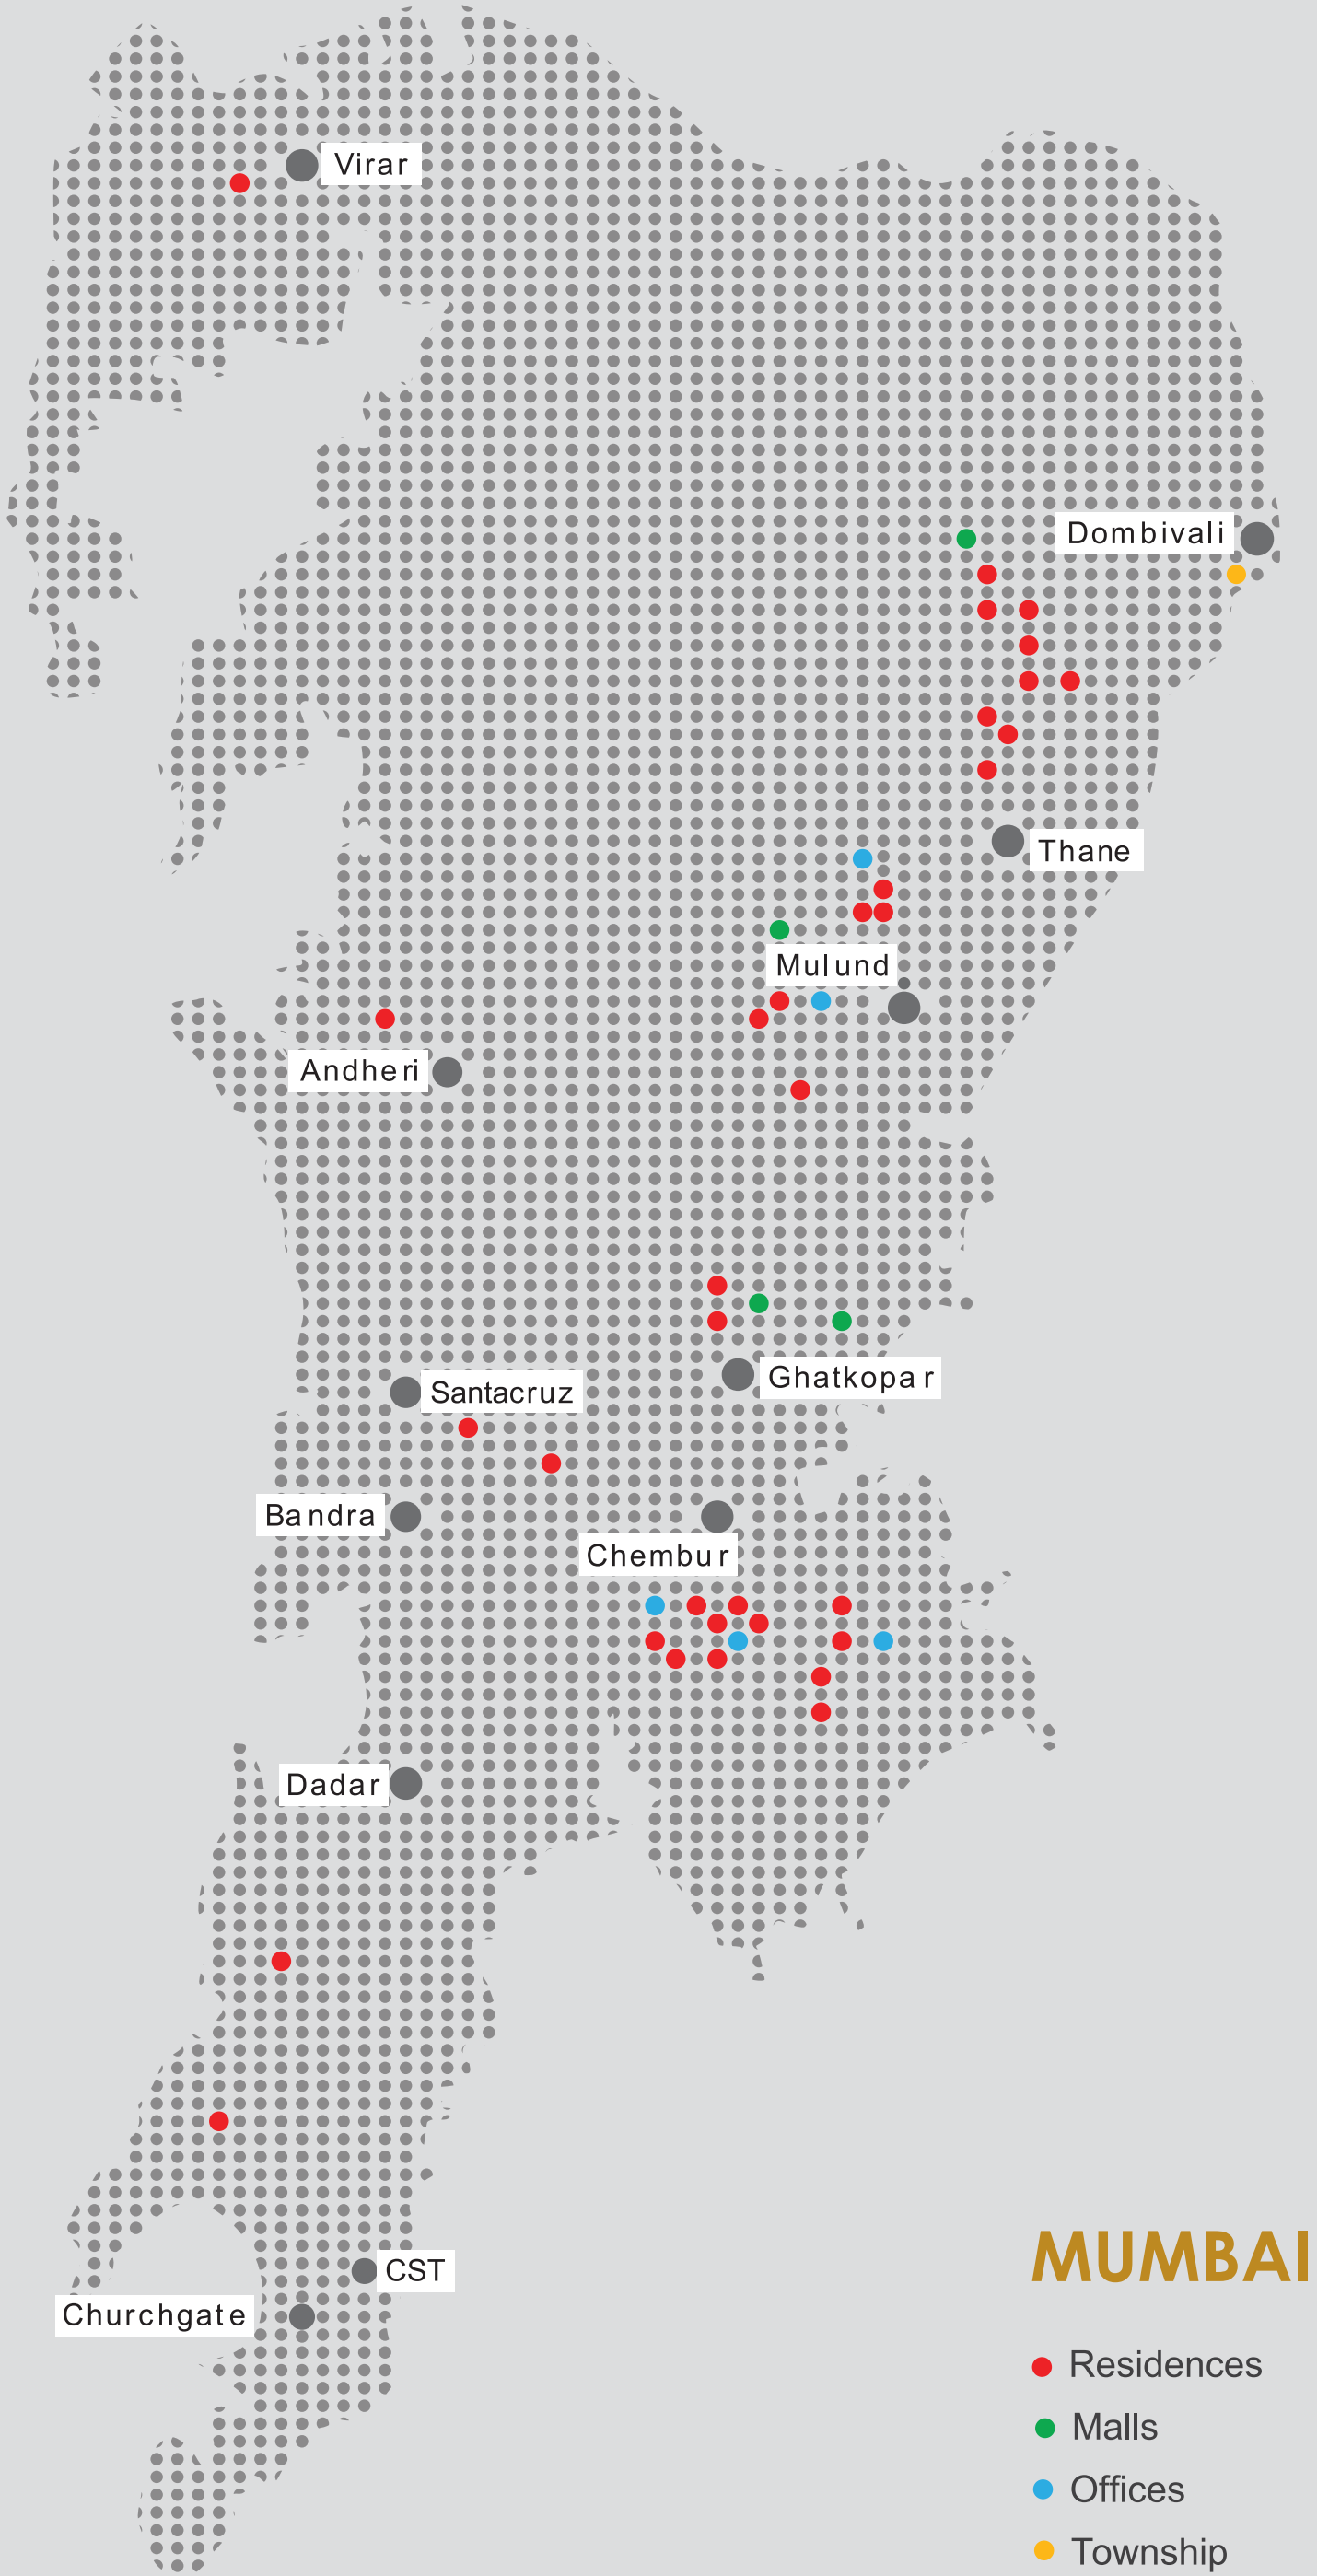 Virar
Dombivali
Thane
Mulund
Andheri
Ghatkopar
Santacruz
Bandra
Chembur
Dadar
CST
Churchgate
MUMBAI
Residences
Malls
Offices
Township